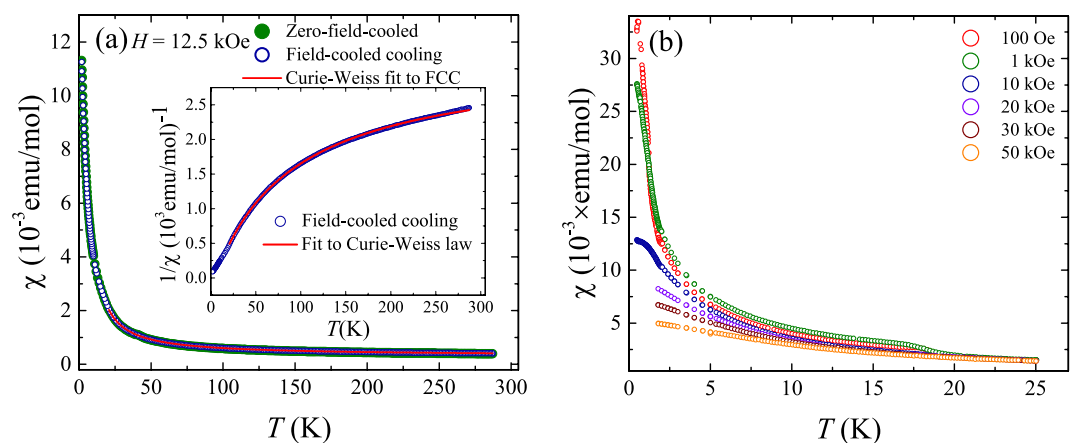 (a) H = 12.5 kOe
Zero-field-cooled
Field-cooled cooling
Curie-Weiss fit to FCC
12
10
8
6
4
2
0
χ (10⁻³ emu/mol)
0 50 100 150 200 250 300
T (K)
2.5
2.0
1.5
1.0
0.5
0.0
1/χ (10³ emu/mol)⁻¹
Field-cooled cooling
Fit to Curie-Weiss law
0 50 100 150 200 250 300
T(K)
(b)
100 Oe
1 kOe
10 kOe
20 kOe
30 kOe
50 kOe
30
25
20
15
10
5
χ (10⁻³×emu/mol)
0 5 10 15 20 25
T (K)